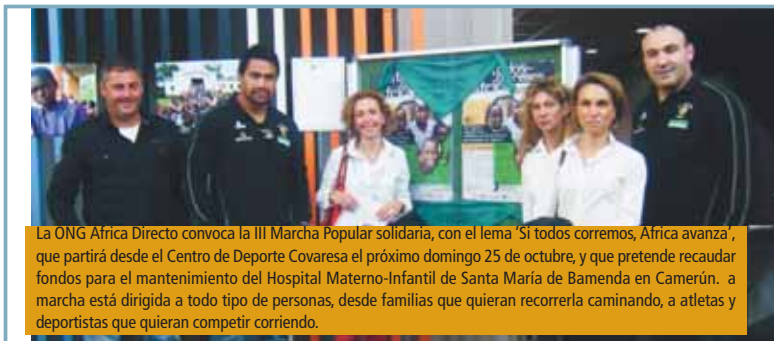 La ONG África Directo convoca la III Marcha Popular solidaria, con el lema ‘Si todos corremos, África avanza’,
que partirá desde el Centro de Deporte Covaresa el próximo domingo 25 de octubre, y que pretende recaudar
fondos para el mantenimiento del Hospital Materno-Infantil de Santa María de Bamenda en Camerún. a
marcha está dirigida a todo tipo de personas, desde familias que quieran recorrerla caminando, a atletas y
deportistas que quieran competir corriendo.